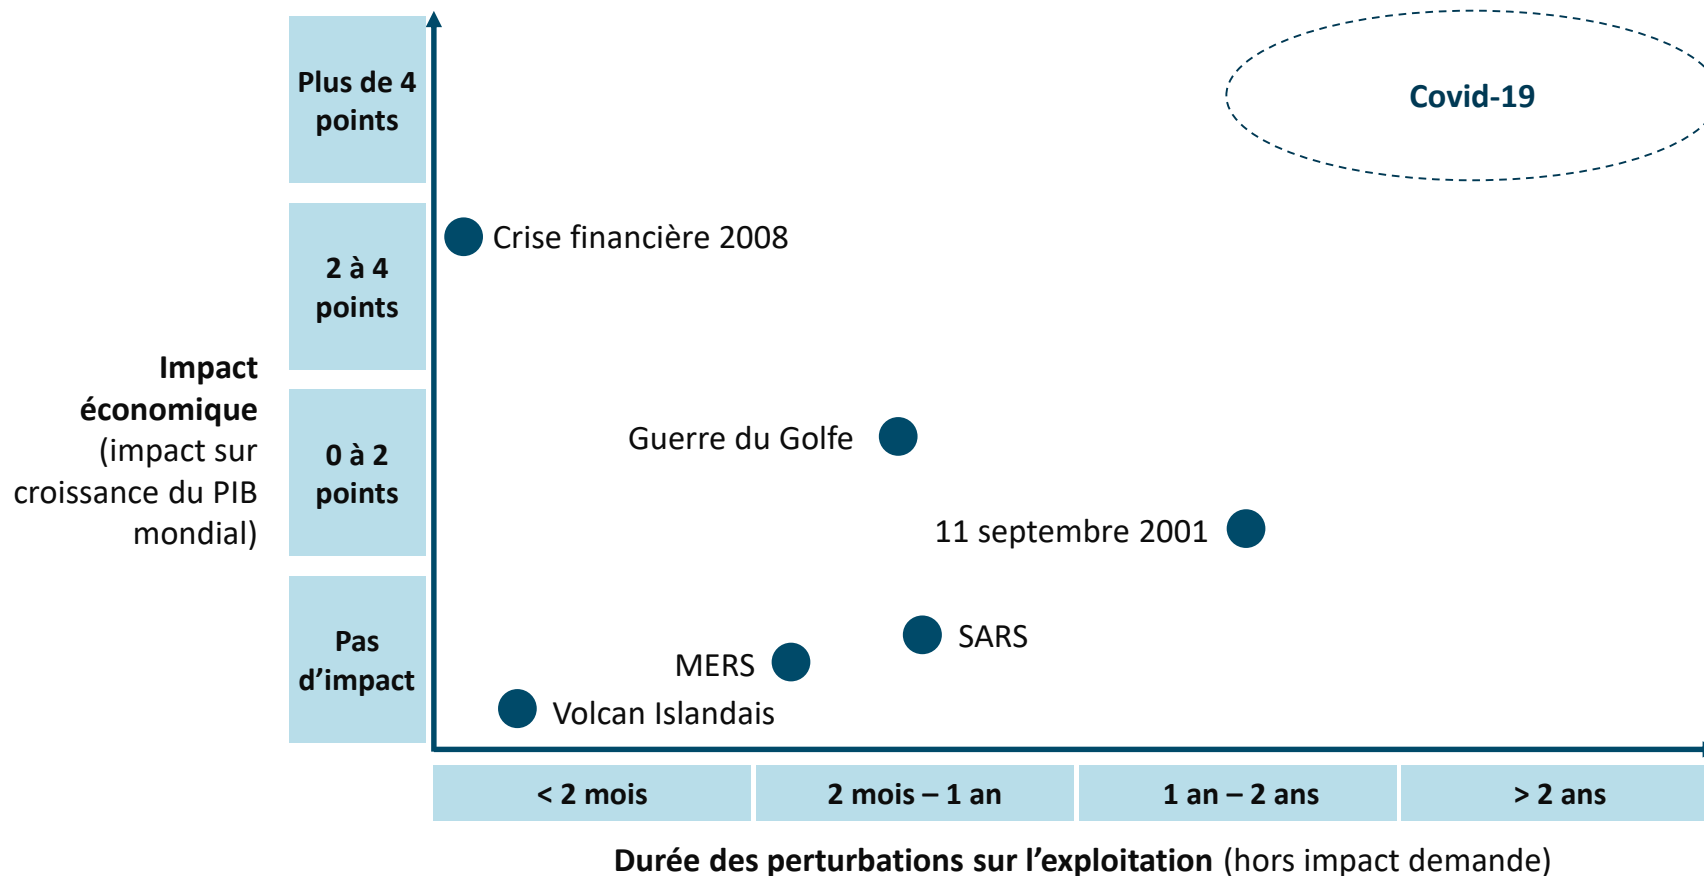 Plus de 4
points
Covid-19
Crise financière 2008
2 à 4
points
Impact
économique
(impact sur
croissance du PIB
mondial)
Guerre du Golfe
0 à 2
points
11 septembre 2001
SARS
MERS
Pas
d’impact
Volcan Islandais
< 2 mois
2 mois – 1 an
1 an – 2 ans
> 2 ans
Durée des perturbations sur l’exploitation (hors impact demande)